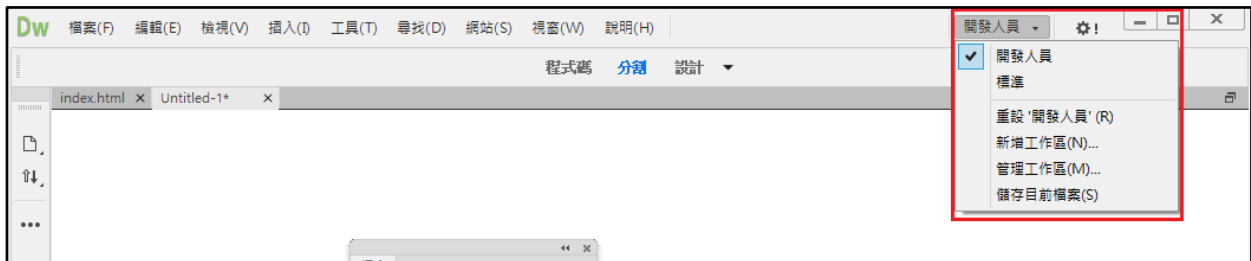 Dw 檔案(F) 編輯(E) 檢視(V) 插入(I) 工具(T) 尋找(D) 網站(S) 視窗(W) 說明(H) 開發人員
程式碼 分割 設計
index.html Untitled-1*
開發人員
標準
重設 '開發人員' (R)
新增工作區(N)...
管理工作區(M)...
儲存目前檔案(S)